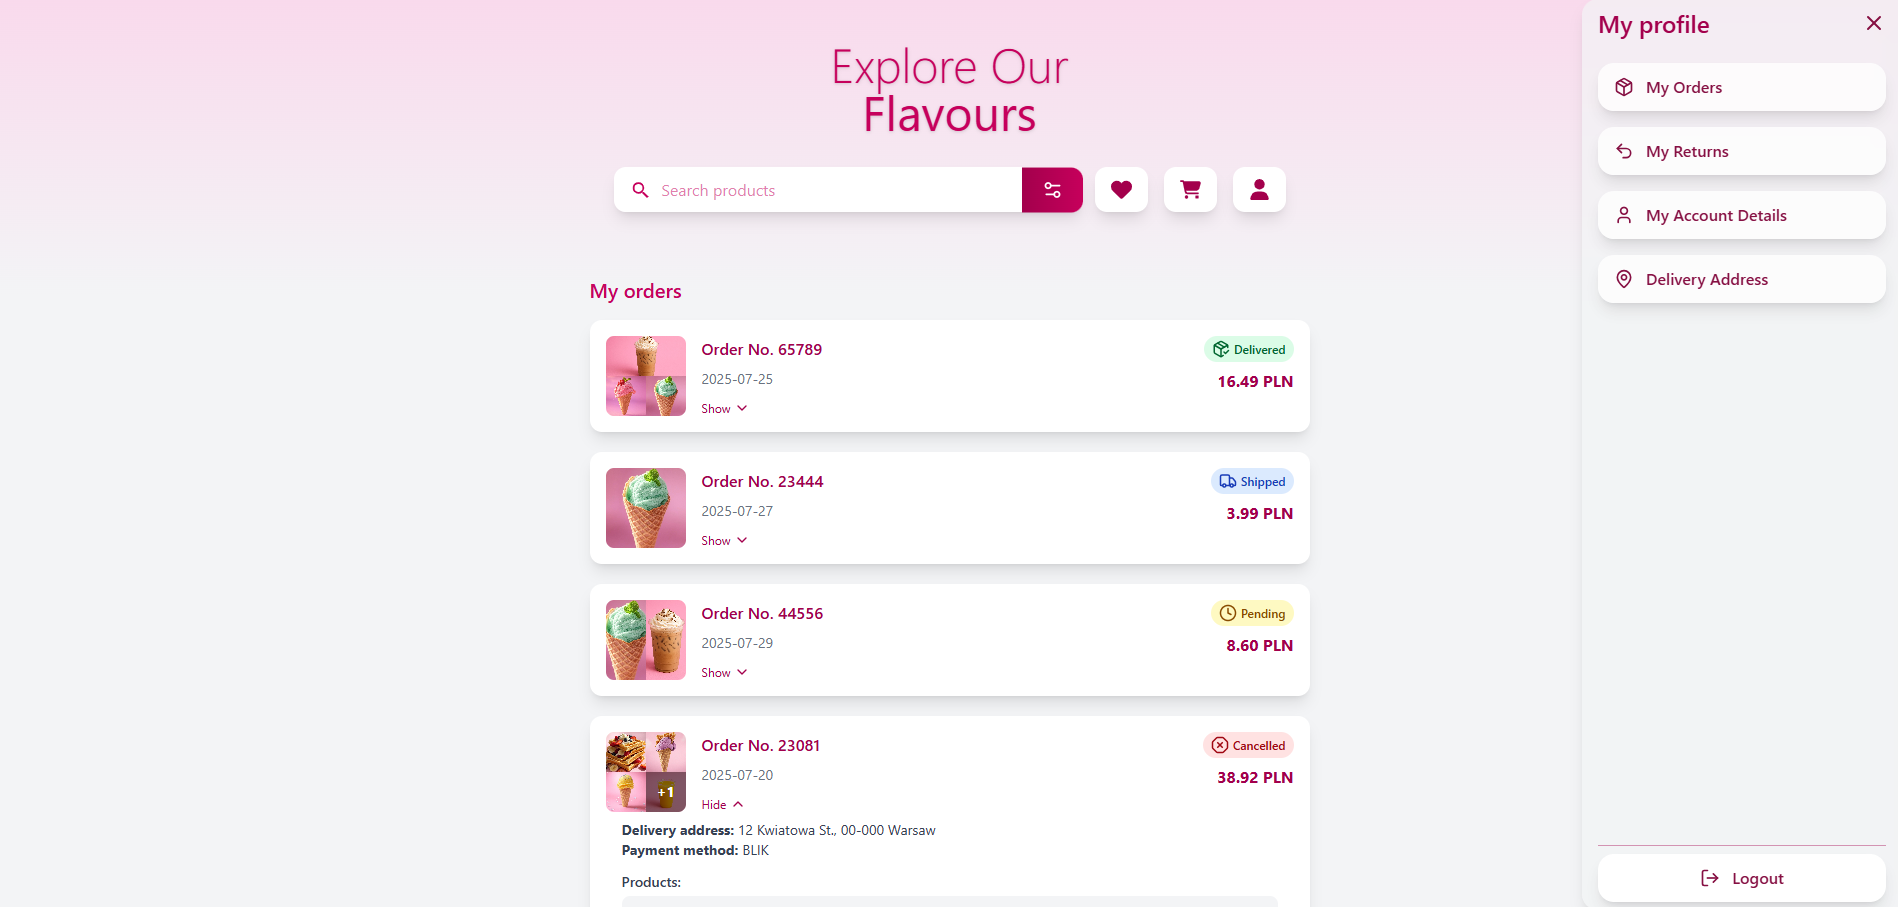 Explore Our
Flavours
Search products
My orders
Order No. 65789
Delivered
2025-07-25
16.49 PLN
Show
Order No. 23444
Shipped
2025-07-27
3.99 PLN
Show
Order No. 44556
Pending
2025-07-29
8.60 PLN
Show
+1
Order No. 23081
Cancelled
2025-07-20
38.92 PLN
Hide
Delivery address: 12 Kwiatowa St., 00-000 Warsaw
Payment method: BLIK
Products:
My profile
My Orders
My Returns
My Account Details
Delivery Address
Logout